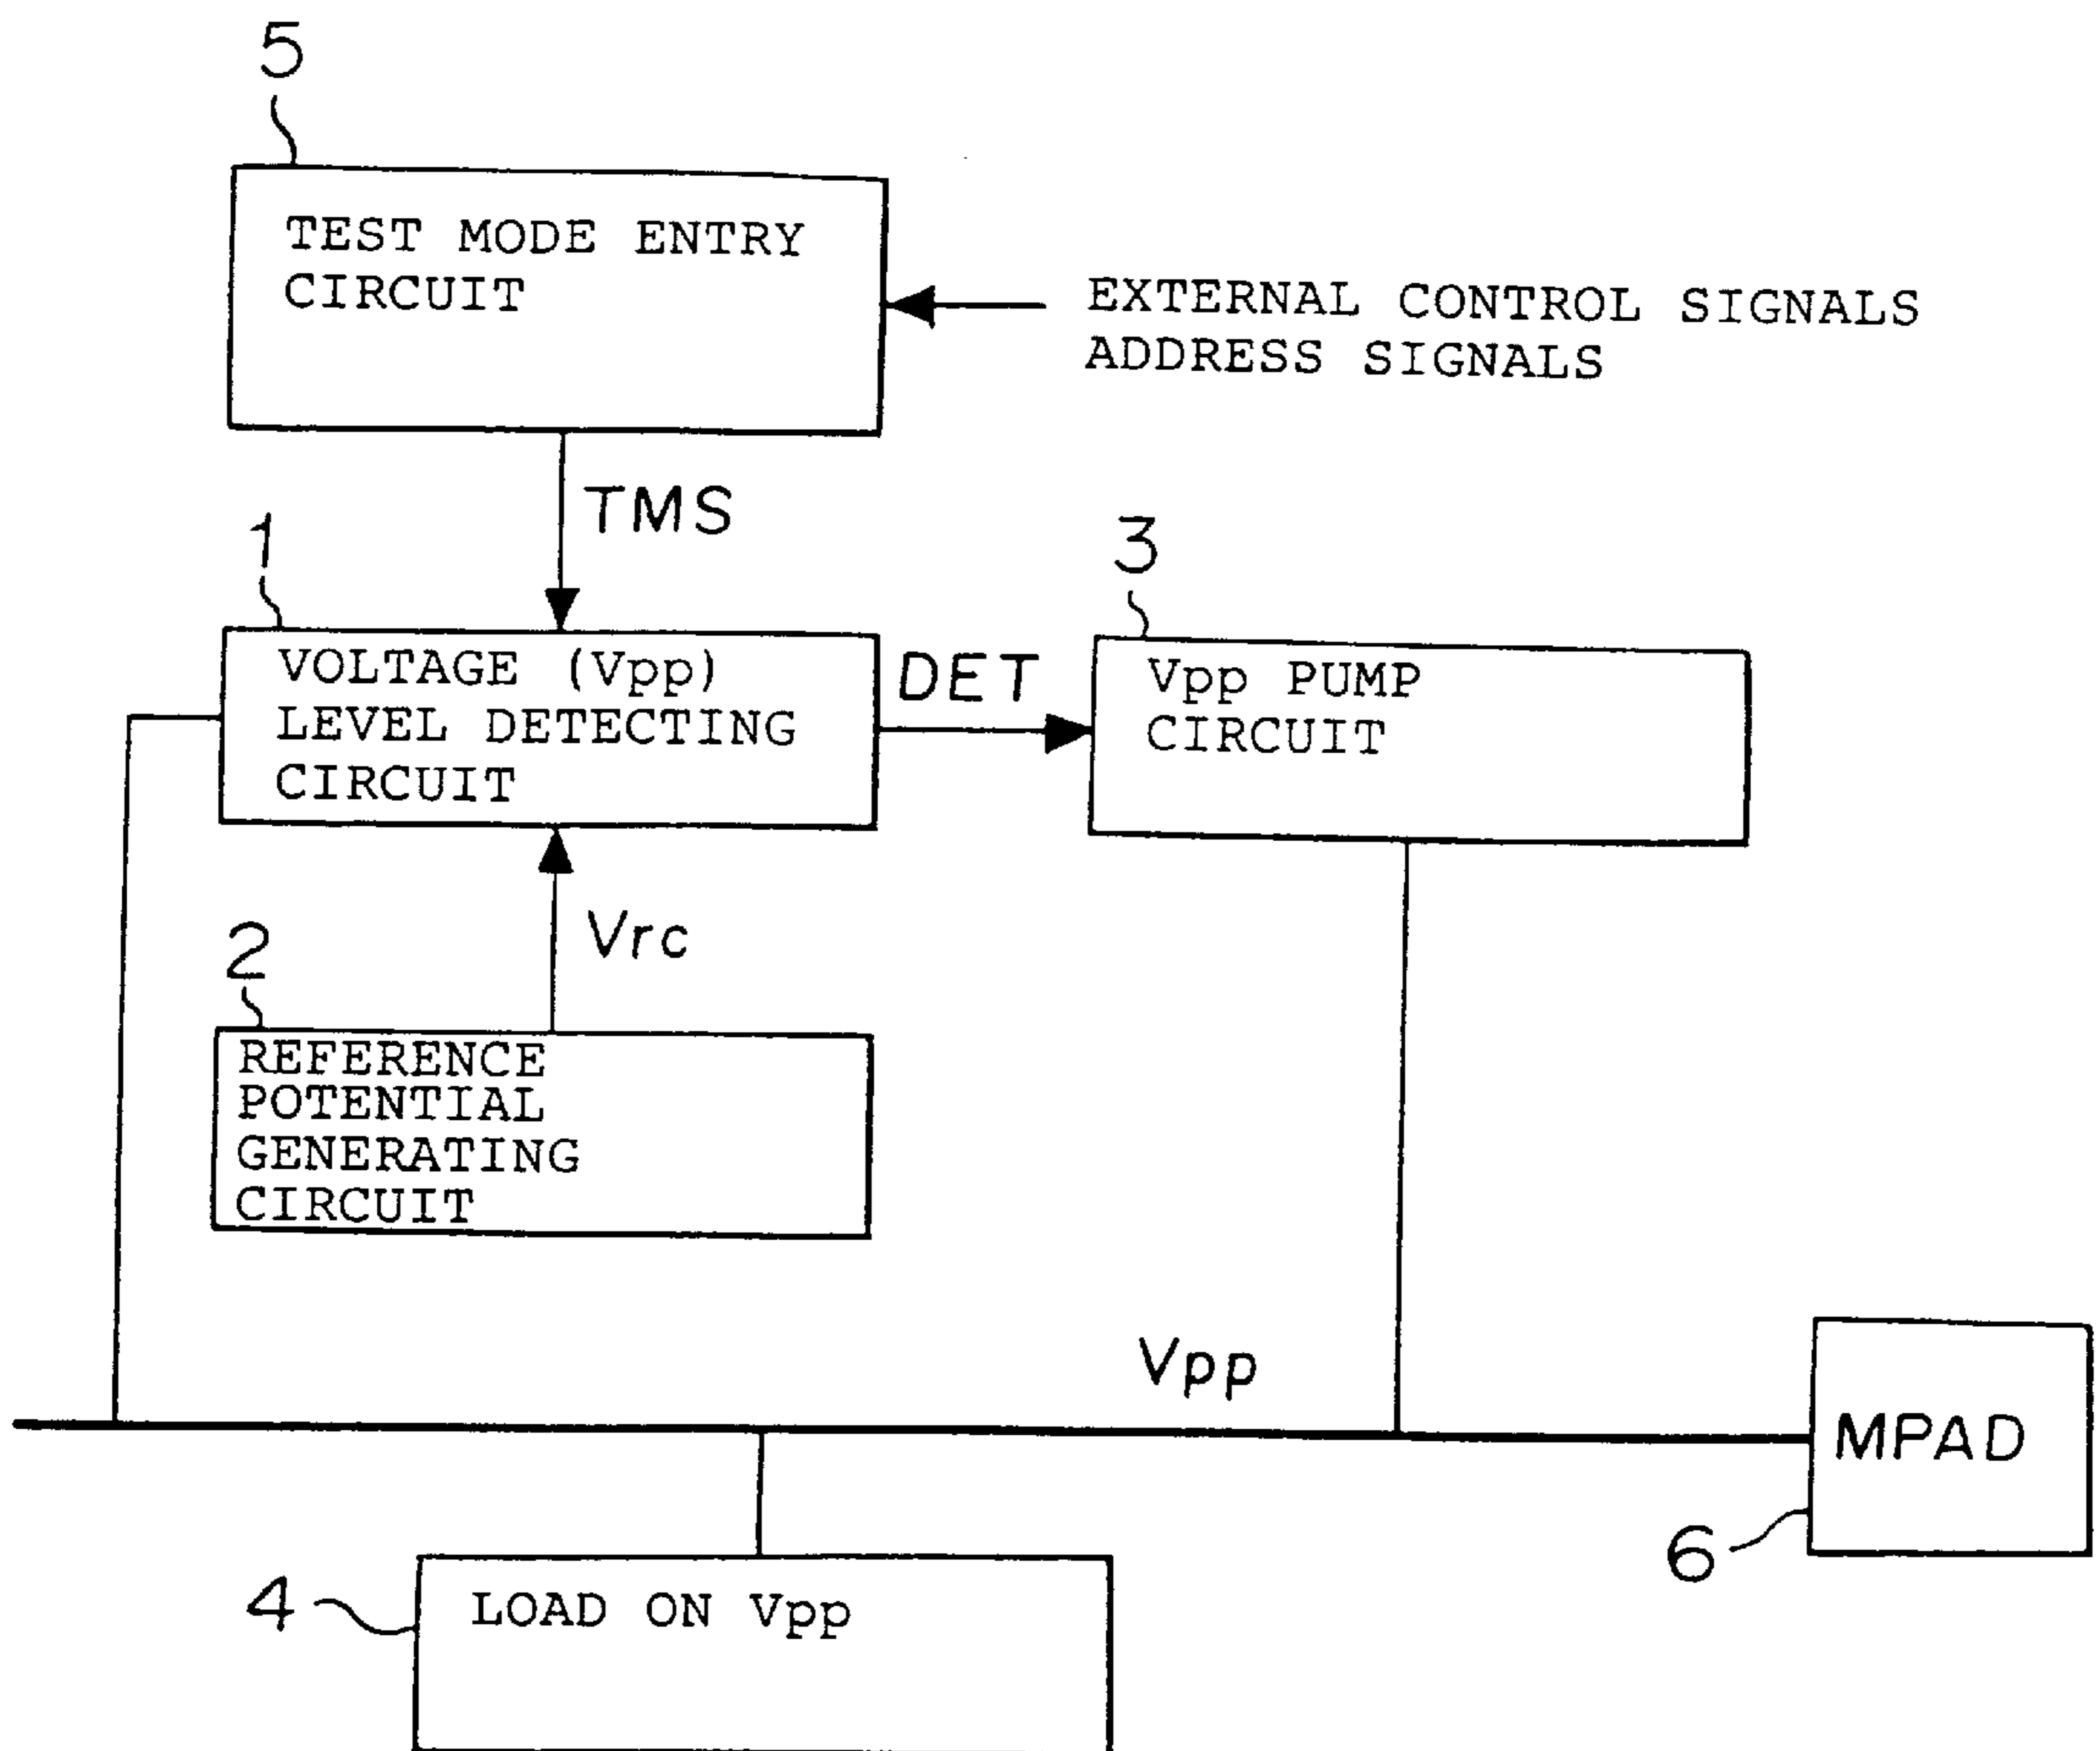 5
TEST MODE ENTRY
CIRCUIT
EXTERNAL CONTROL SIGNALS
ADDRESS SIGNALS
TMS
1
3
VOLTAGE (Vpp)
LEVEL DETECTING
CIRCUIT
DET
Vpp PUMP
CIRCUIT
Vrc
2
REFERENCE
POTENTIAL
GENERATING
CIRCUIT
Vpp
MPAD
6
4
LOAD ON Vpp